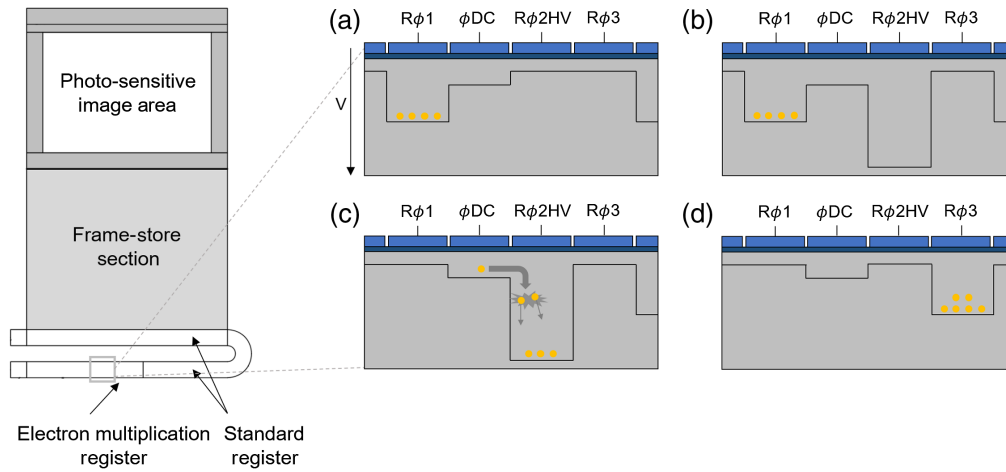 (a)
Rϕ1 ϕDC Rϕ2HV Rϕ3
(b)
Rϕ1 ϕDC Rϕ2HV Rϕ3
Photo-sensitive
image area
V
(c)
Rϕ1 ϕDC Rϕ2HV Rϕ3
(d)
Rϕ1 ϕDC Rϕ2HV Rϕ3
Frame-store
section
Electron multiplication
register
Standard
register